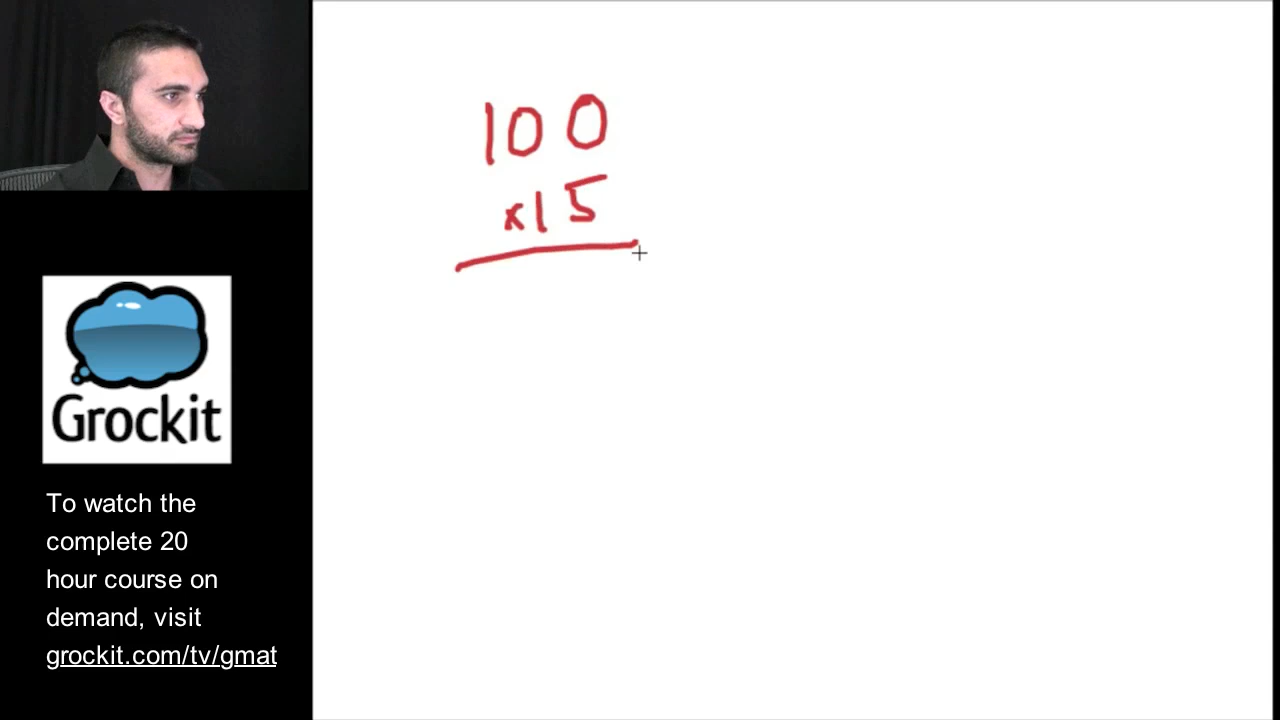 100
x15
Grockit
To watch the
complete 20
hour course on
demand, visit
grockit.com/tv/gmat